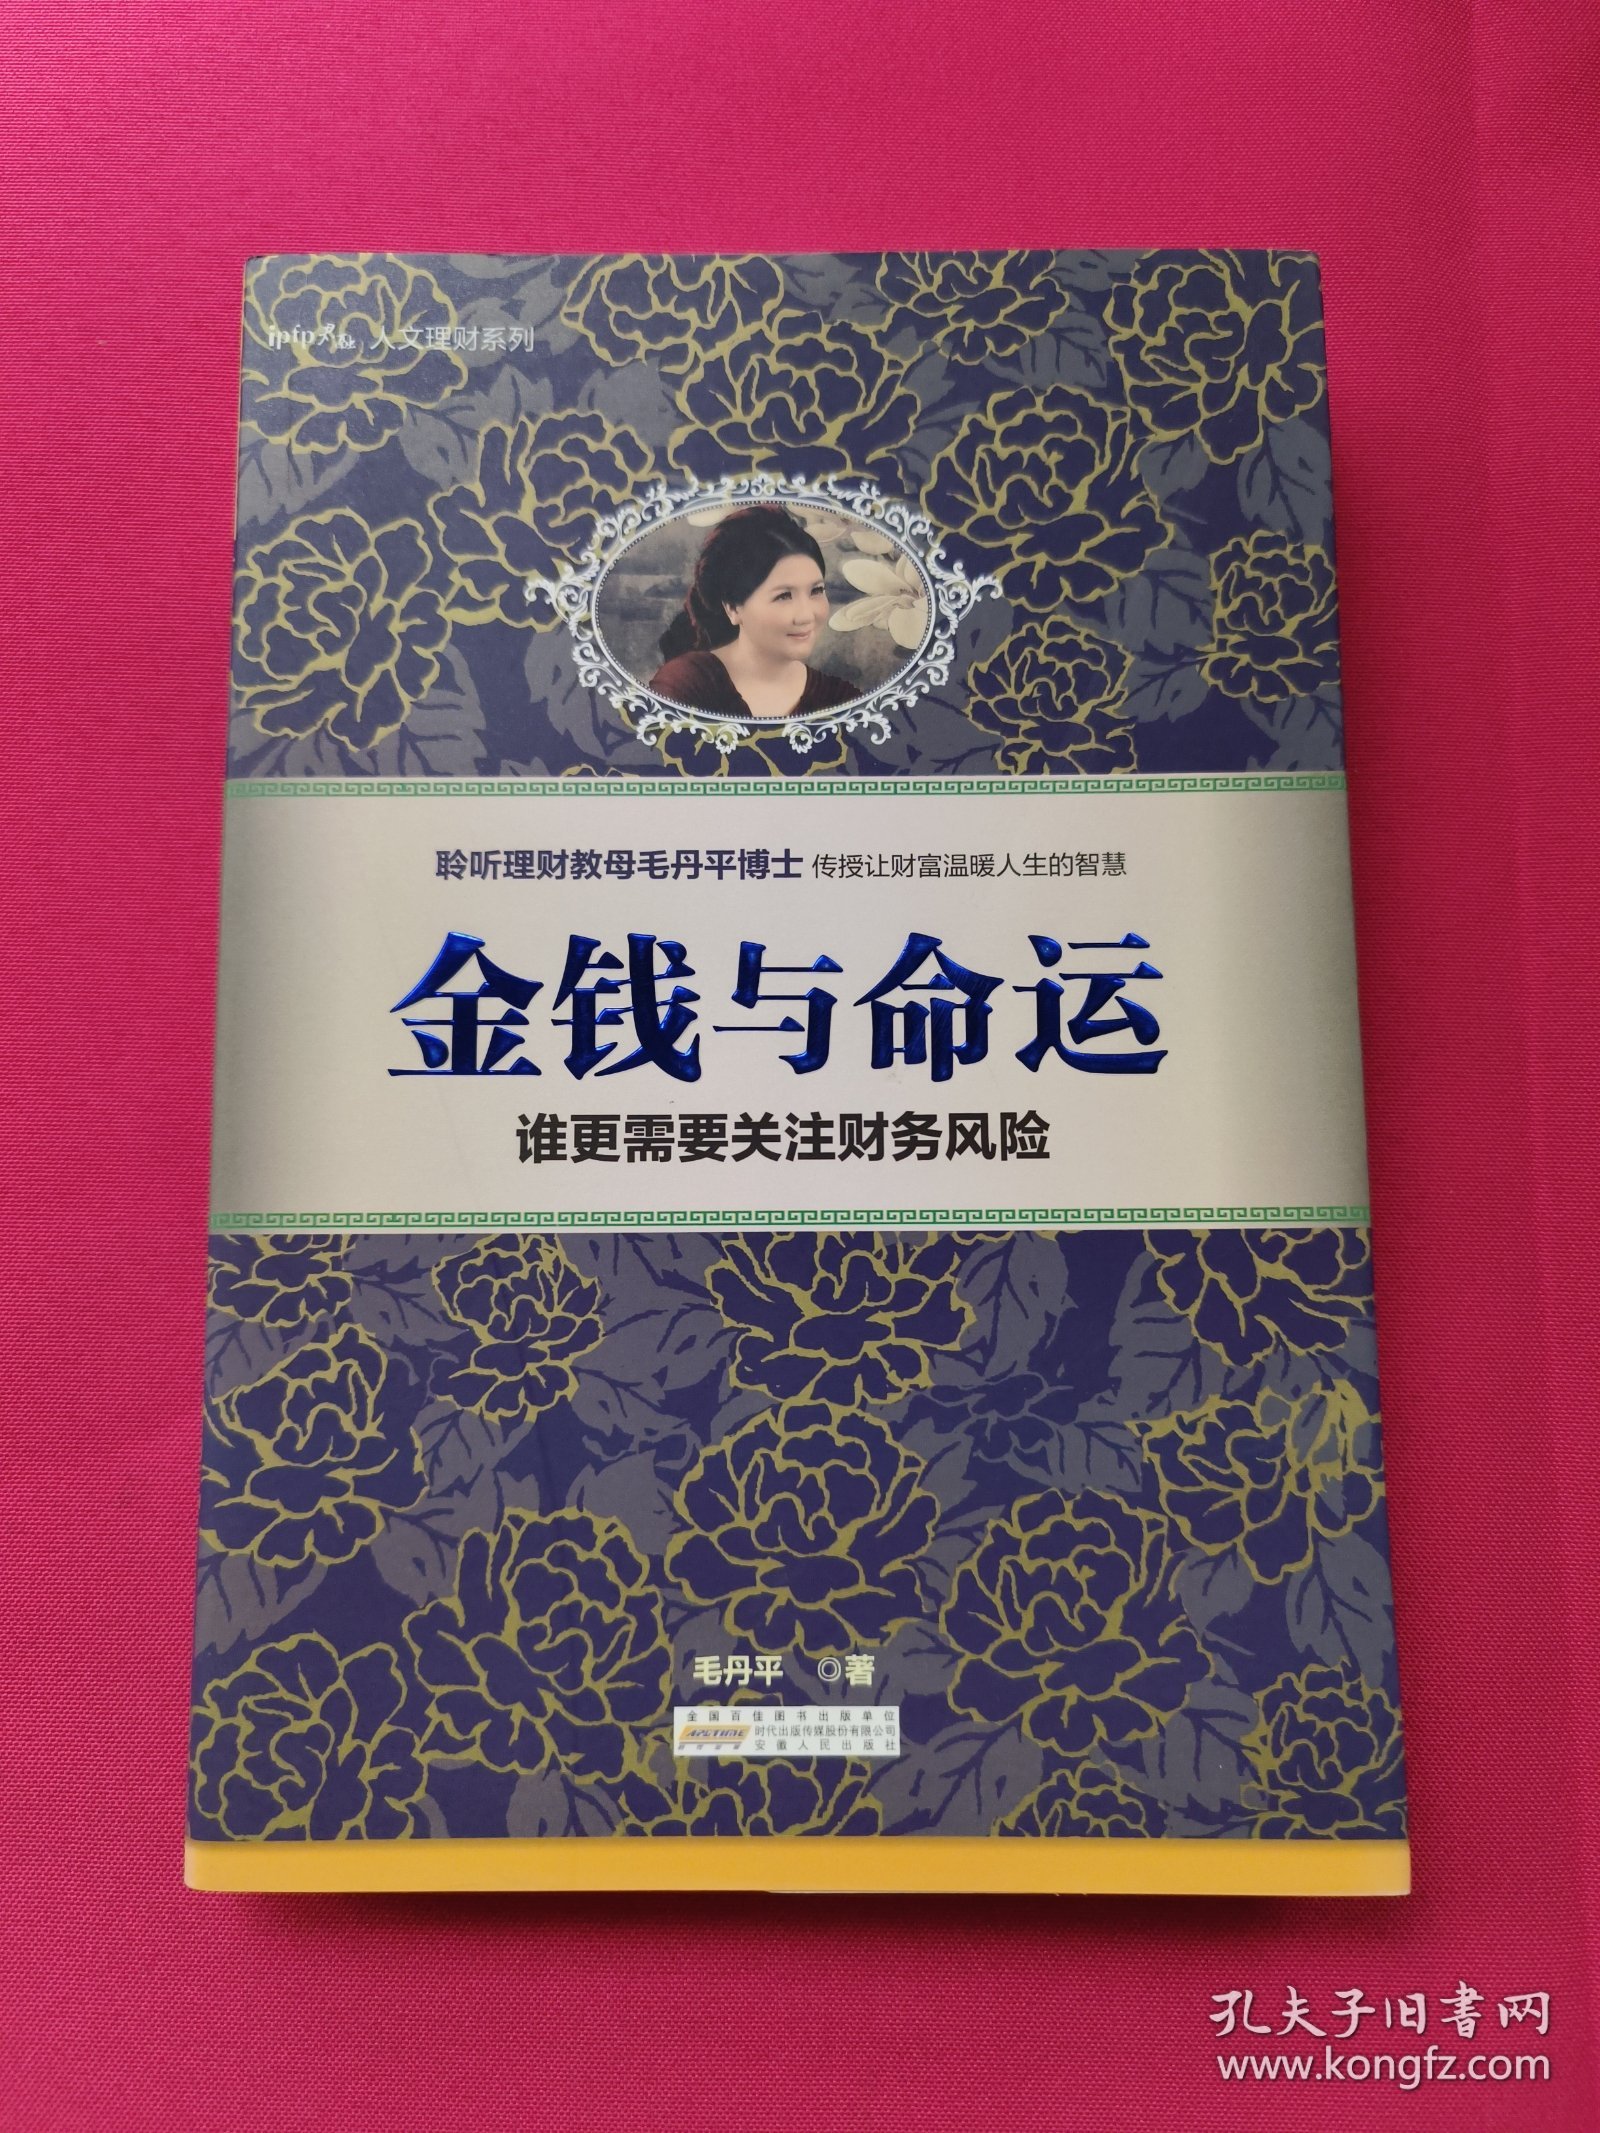 ipfp 人文理财系列
聆听理财教母毛丹平博士 传授让财富温暖人生的智慧
金钱与命运
谁更需要关注财务风险
毛丹平 ◎著
全国百佳图书出版单位
时代出版传媒股份有限公司
安徽人民出版社
孔夫子旧书网
www.kongfz.com